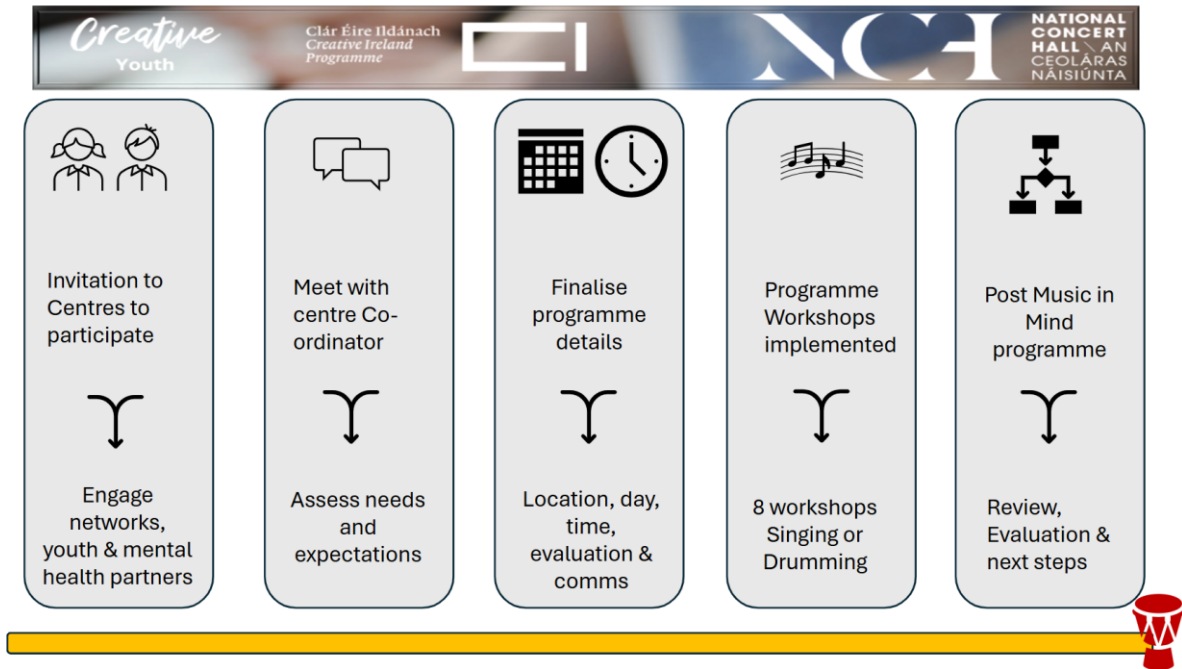 Creative
Youth
Clár Éire Ildánach
Creative Ireland
Programme
NCH
NATIONAL
CONCERT
HALL \ AN
CEOLÁRAS
NÁISIÚNTA
Invitation to
Centres to
participate
Engage
networks,
youth & mental
health partners
Meet with
centre Co-
ordinator
Assess needs
and
expectations
Finalise
programme
details
Location, day,
time,
evaluation &
comms
Programme
Workshops
implemented
8 workshops
Singing or
Drumming
Post Music in
Mind
programme
Review,
Evaluation &
next steps